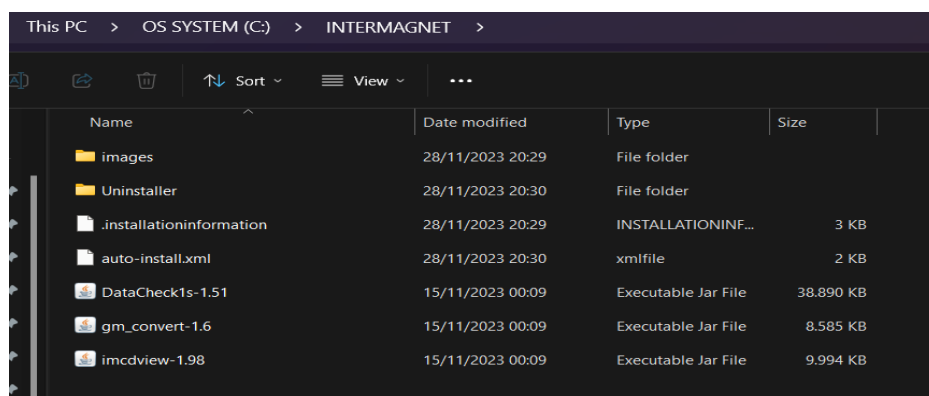 This PC > OS SYSTEM (C:) > INTERMAGNET >
Sort View
Name Date modified Type Size
images 28/11/2023 20:29 File folder
Uninstaller 28/11/2023 20:30 File folder
.installationinformation 28/11/2023 20:29 INSTALLATIONINF... 3 KB
auto-install.xml 28/11/2023 20:30 xmlfile 2 KB
DataCheck1s-1.51 15/11/2023 00:09 Executable Jar File 38.890 KB
gm_convert-1.6 15/11/2023 00:09 Executable Jar File 8.585 KB
imcdview-1.98 15/11/2023 00:09 Executable Jar File 9.994 KB